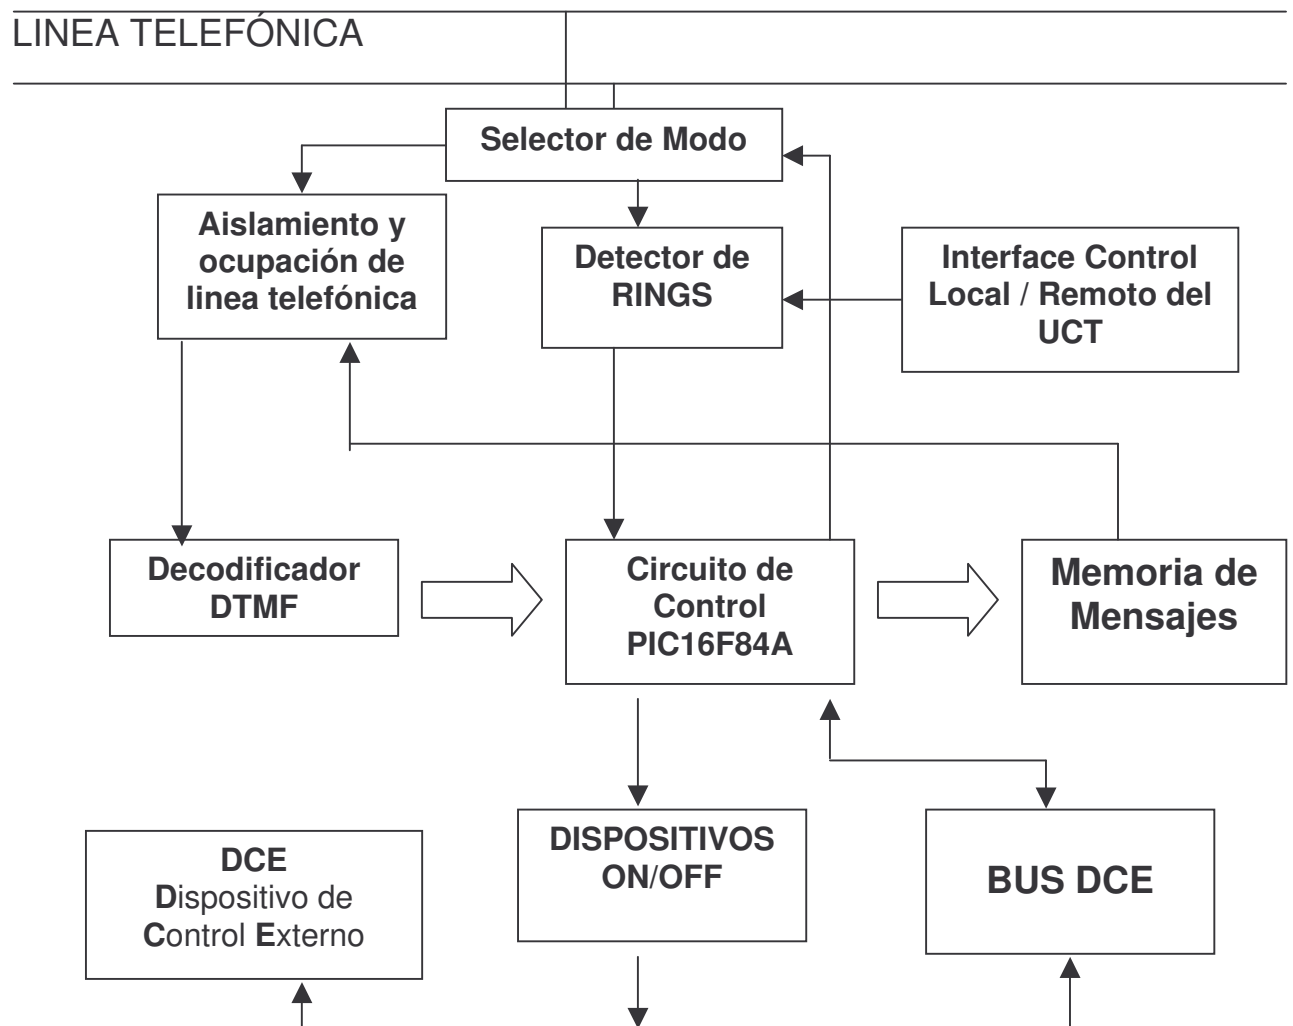 LINEA TELEFÓNICA
Selector de Modo
Aislamiento y
ocupación de
linea telefónica
Detector de
RINGS
Interface Control
Local / Remoto del
UCT
Decodificador
DTMF
Circuito de
Control
PIC16F84A
Memoria de
Mensajes
DCE
Dispositivo de
Control Externo
DISPOSITIVOS
ON/OFF
BUS DCE